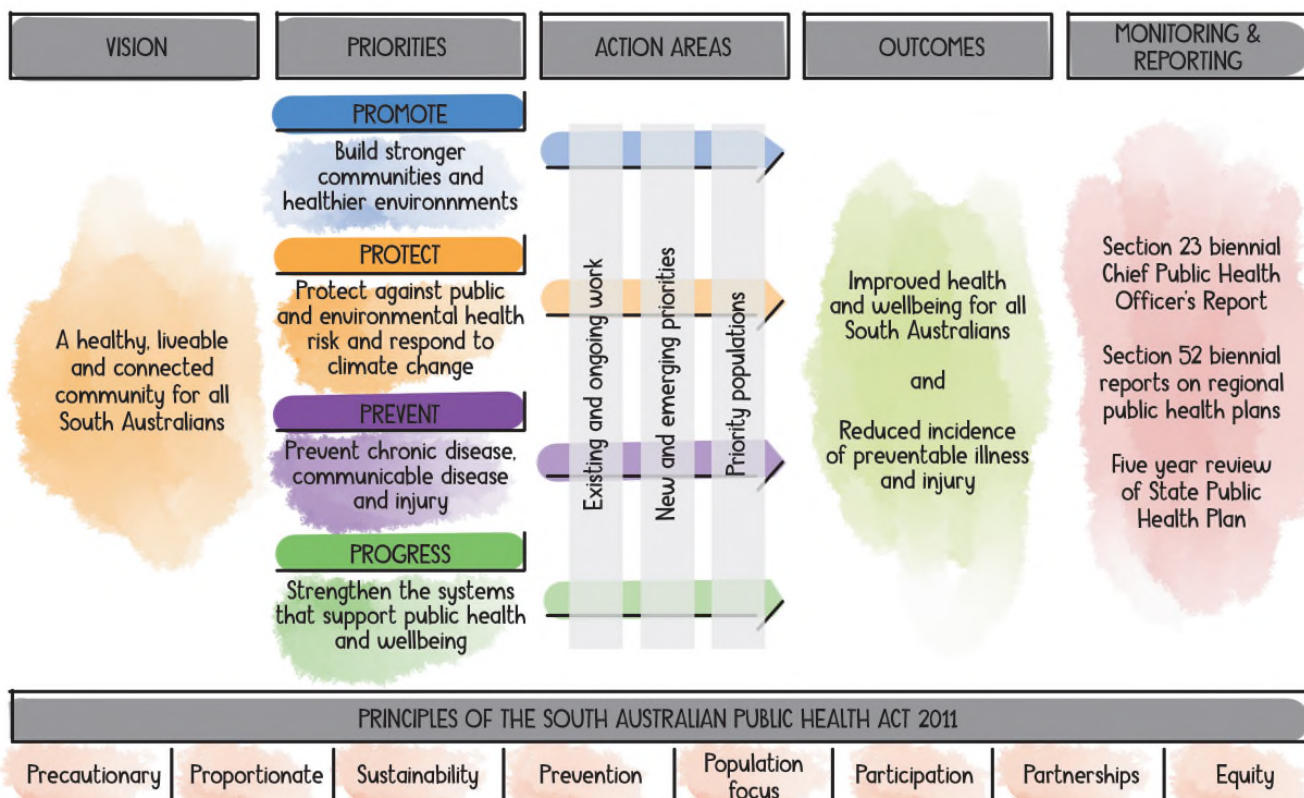 VISION
PRIORITIES
ACTION AREAS
OUTCOMES
MONITORING &
REPORTING
A healthy, liveable
and connected
community for all
South Australians
PROMOTE
Build stronger
communities and
healthier environnments
PROTECT
Protect against public
and environmental health
risk and respond to
climate change
PREVENT
Prevent chronic disease,
communicable disease
and injury
PROGRESS
Strengthen the systems
that support public health
and wellbeing
Existing and ongoing work
New and emerging priorities
Priority populations
Improved health
and wellbeing for all
South Australians
and
Reduced incidence
of preventable illness
and injury
Section 23 biennial
Chief Public Health
Officer's Report
Section 52 biennial
reports on regional
public health plans
Five year review
of State Public
Health Plan
PRINCIPLES OF THE SOUTH AUSTRALIAN PUBLIC HEALTH ACT 2011
Precautionary
Proportionate
Sustainability
Prevention
Population
focus
Participation
Partnerships
Equity